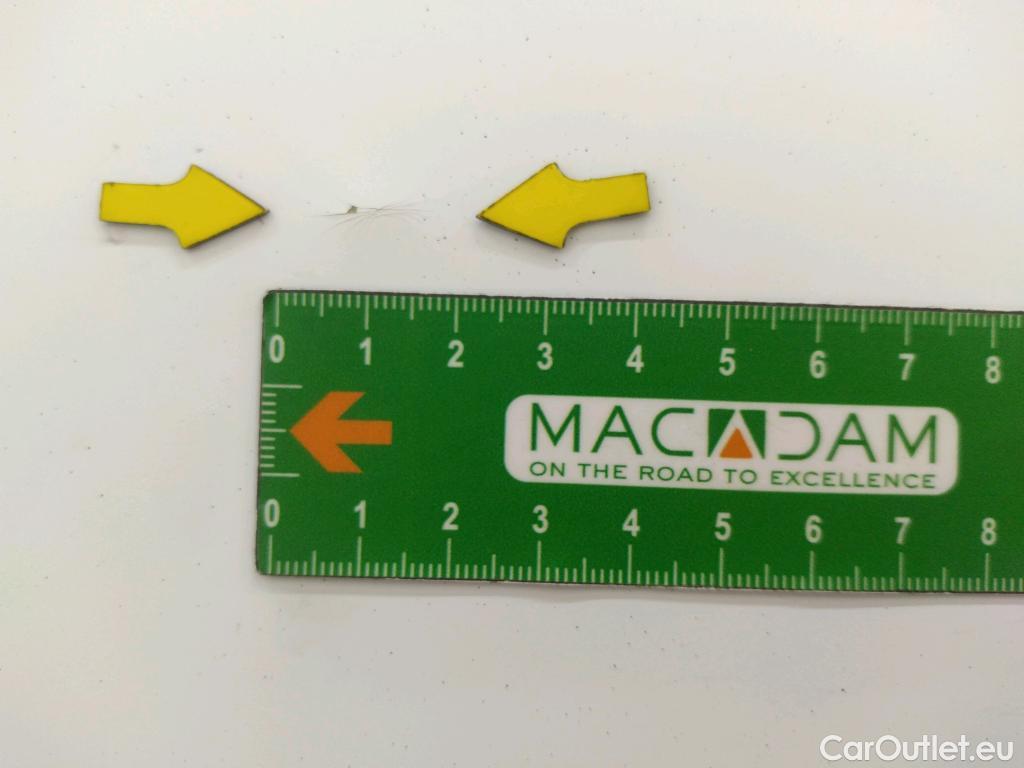 0 1 2 3 4 5 6 7 8
MACADAM
ON THE ROAD TO EXCELLENCE
0 1 2 3 4 5 6 7 8
CarOutlet.eu